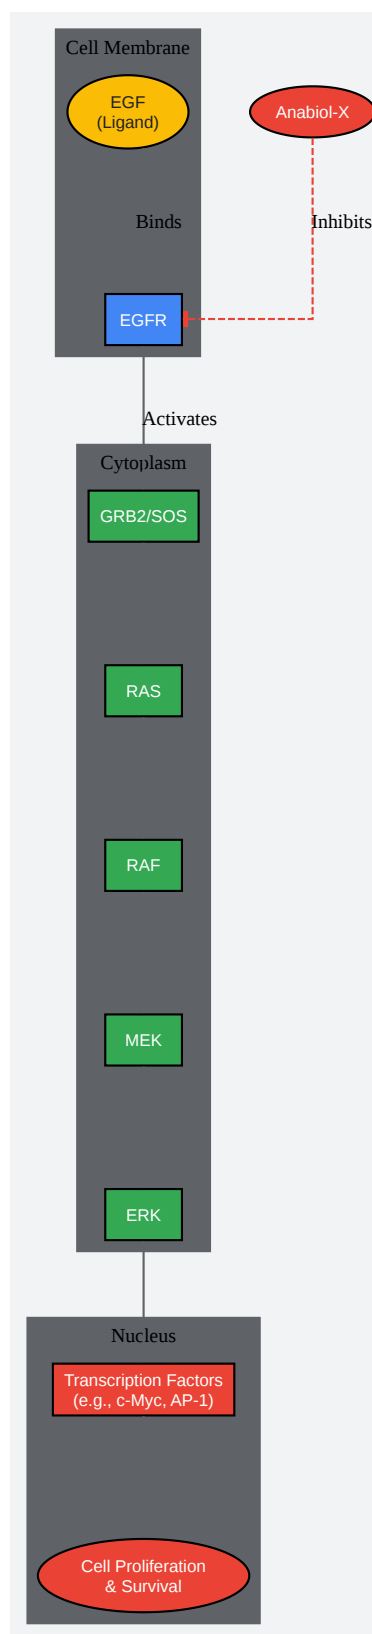 Cell Membrane
EGF
(Ligand)
Anabiol-X
Binds
Inhibits
EGFR
Activates
Cytoplasm
GRB2/SOS
RAS
RAF
MEK
ERK
Nucleus
Transcription Factors
(e.g., c-Myc, AP-1)
Cell Proliferation
& Survival